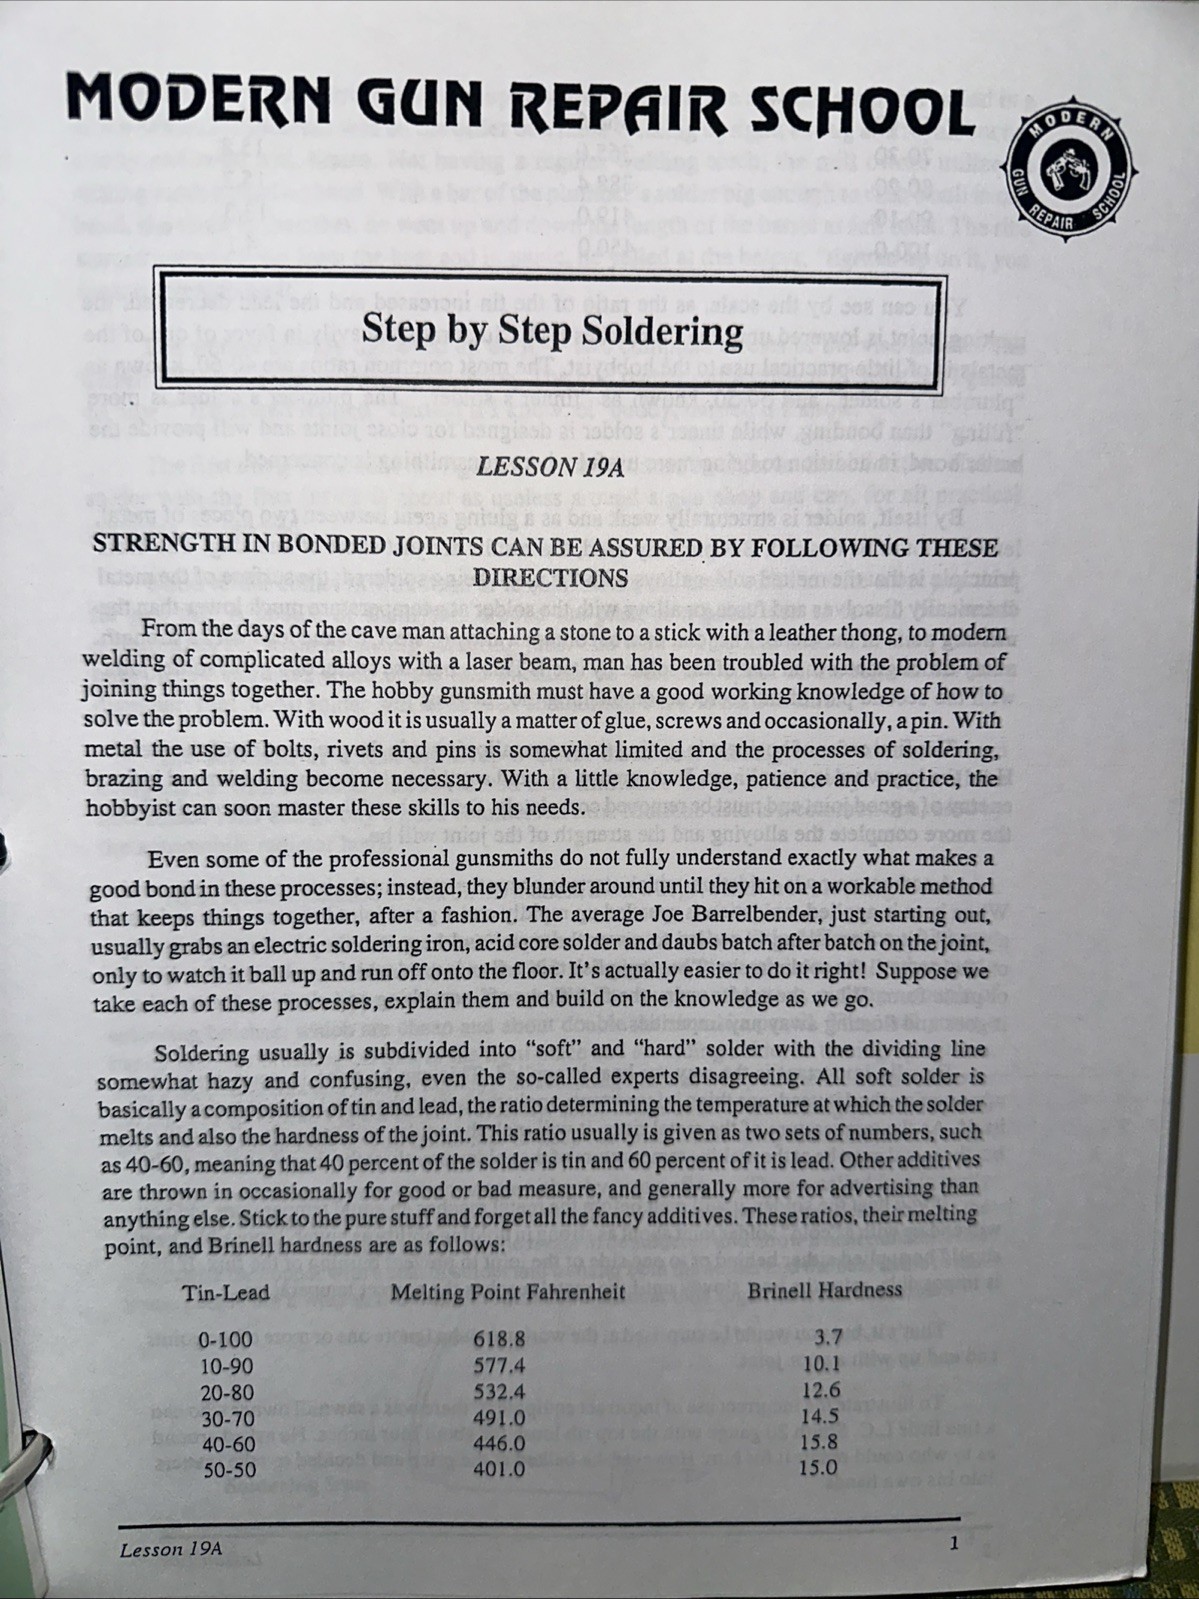 MODERN GUN REPAIR SCHOOL
MODERN
GUN REPAIR SCHOOL
Step by Step Soldering
LESSON 19A
STRENGTH IN BONDED JOINTS CAN BE ASSURED BY FOLLOWING THESE
DIRECTIONS
From the days of the cave man attaching a stone to a stick with a leather thong, to modern
welding of complicated alloys with a laser beam, man has been troubled with the problem of
joining things together. The hobby gunsmith must have a good working knowledge of how to
solve the problem. With wood it is usually a matter of glue, screws and occasionally, a pin. With
metal the use of bolts, rivets and pins is somewhat limited and the processes of soldering,
brazing and welding become necessary. With a little knowledge, patience and practice, the
hobbyist can soon master these skills to his needs.
Even some of the professional gunsmiths do not fully understand exactly what makes a
good bond in these processes; instead, they blunder around until they hit on a workable method
that keeps things together, after a fashion. The average Joe Barrelbender, just starting out,
usually grabs an electric soldering iron, acid core solder and daubs batch after batch on the joint,
only to watch it ball up and run off onto the floor. It's actually easier to do it right! Suppose we
take each of these processes, explain them and build on the knowledge as we go.
Soldering usually is subdivided into “soft” and “hard” solder with the dividing line
somewhat hazy and confusing, even the so-called experts disagreeing. All soft solder is
basically a composition of tin and lead, the ratio determining the temperature at which the solder
melts and also the hardness of the joint. This ratio usually is given as two sets of numbers, such
as 40-60, meaning that 40 percent of the solder is tin and 60 percent of it is lead. Other additives
are thrown in occasionally for good or bad measure, and generally more for advertising than
anything else. Stick to the pure stuff and forget all the fancy additives. These ratios, their melting
point, and Brinell hardness are as follows:
Tin-Lead Melting Point Fahrenheit Brinell Hardness
0-100 618.8 3.7
10-90 577.4 10.1
20-80 532.4 12.6
30-70 491.0 14.5
40-60 446.0 15.8
50-50 401.0 15.0
Lesson 19A 1